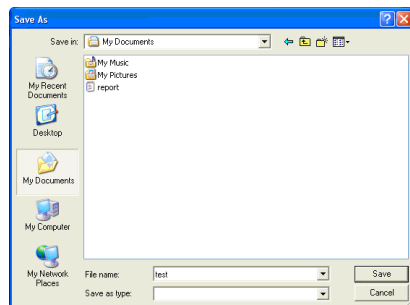 Save As
Save in: My Documents
My Recent
Documents
Desktop
My Documents
My Computer
My Network
Places
My Music
My Pictures
report
File name: test Save
Save as type: Cancel